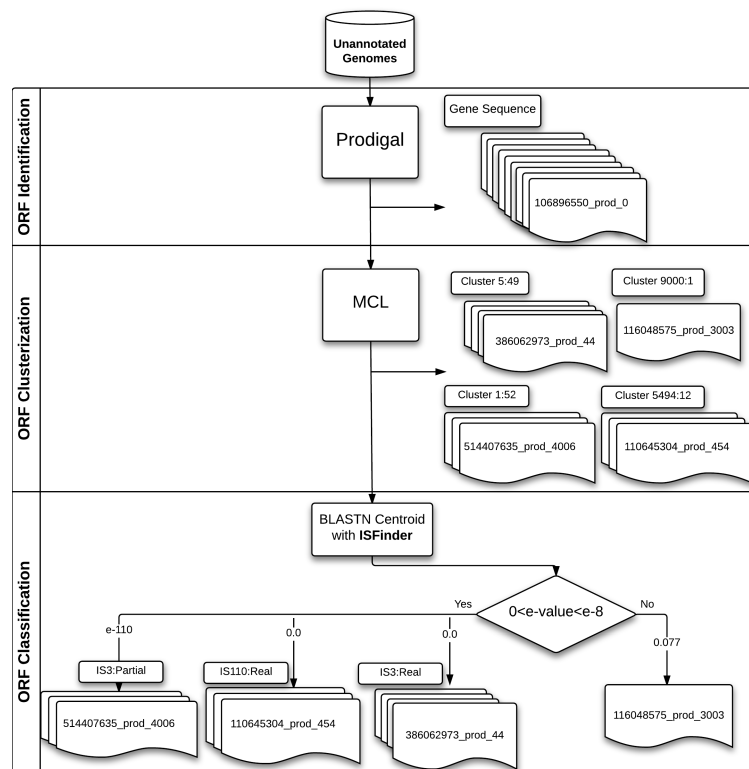 Unannotated
Genomes
ORF Identification
Prodigal
Gene Sequence
106896550_prod_0
ORF Clusterization
MCL
Cluster 5:49
386062973_prod_44
Cluster 9000:1
116048575_prod_3003
Cluster 1:52
514407635_prod_4006
Cluster 5494:12
110645304_prod_454
ORF Classification
BLASTN Centroid
with ISFinder
0<e-value<e-8
Yes
No
e-110
0.0
0.0
0.077
IS3:Partial
514407635_prod_4006
IS110:Real
110645304_prod_454
IS3:Real
386062973_prod_44
116048575_prod_3003